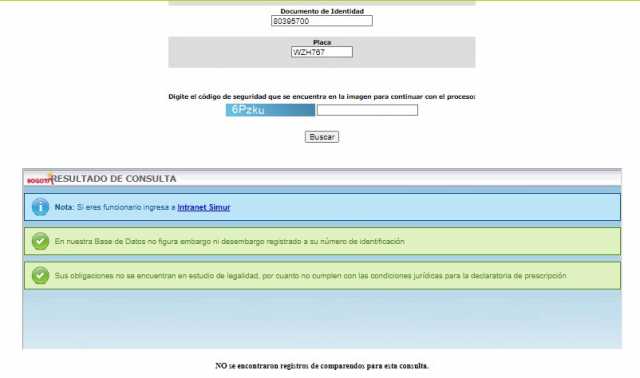 Documento de Identidad
80395700
Placa
WZH767
Digite el código de seguridad que se encuentra en la imagen para continuar con el proceso:
6Pzku
Buscar
BOGOTÁ RESULTADO DE CONSULTA
Nota: Si eres funcionario ingresa a Intranet Simur
En nuestra Base de Datos no figura embargo ni desembargo registrado a su número de identificación
Sus obligaciones no se encuentran en estudio de legalidad, por cuanto no cumplen con las condiciones jurídicas para la declaratoria de prescripción
NO se encontraron registros de comparendos para esta consulta.